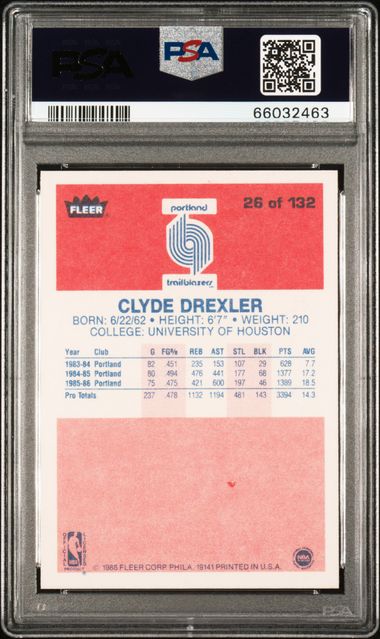 PSA
PSA
66032463
FLEER
portland
26 of 132
trailblazers
CLYDE DREXLER
BORN: 6/22/62 • HEIGHT: 6'7" • WEIGHT: 210
COLLEGE: UNIVERSITY OF HOUSTON
Year Club G FG% REB AST STL BLK PTS AVG
1983-84 Portland 82 .451 235 153 107 29 628 7.7
1984-85 Portland 80 .494 476 441 177 68 1377 17.2
1985-86 Portland 75 .475 421 600 197 46 1389 18.5
Pro Totals 237 .478 1132 1194 481 143 3394 14.3
© 1986 FLEER CORP. PHILA. 19141 PRINTED IN U.S.A.
PSA